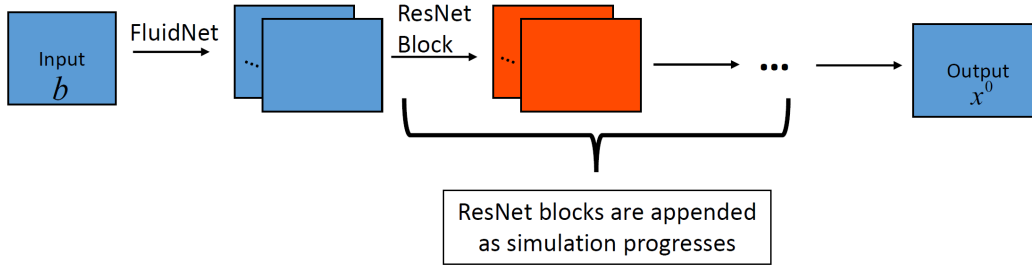 Input
b
FluidNet
...
ResNet
Block
...
...
Output
x⁰
ResNet blocks are appended
as simulation progresses